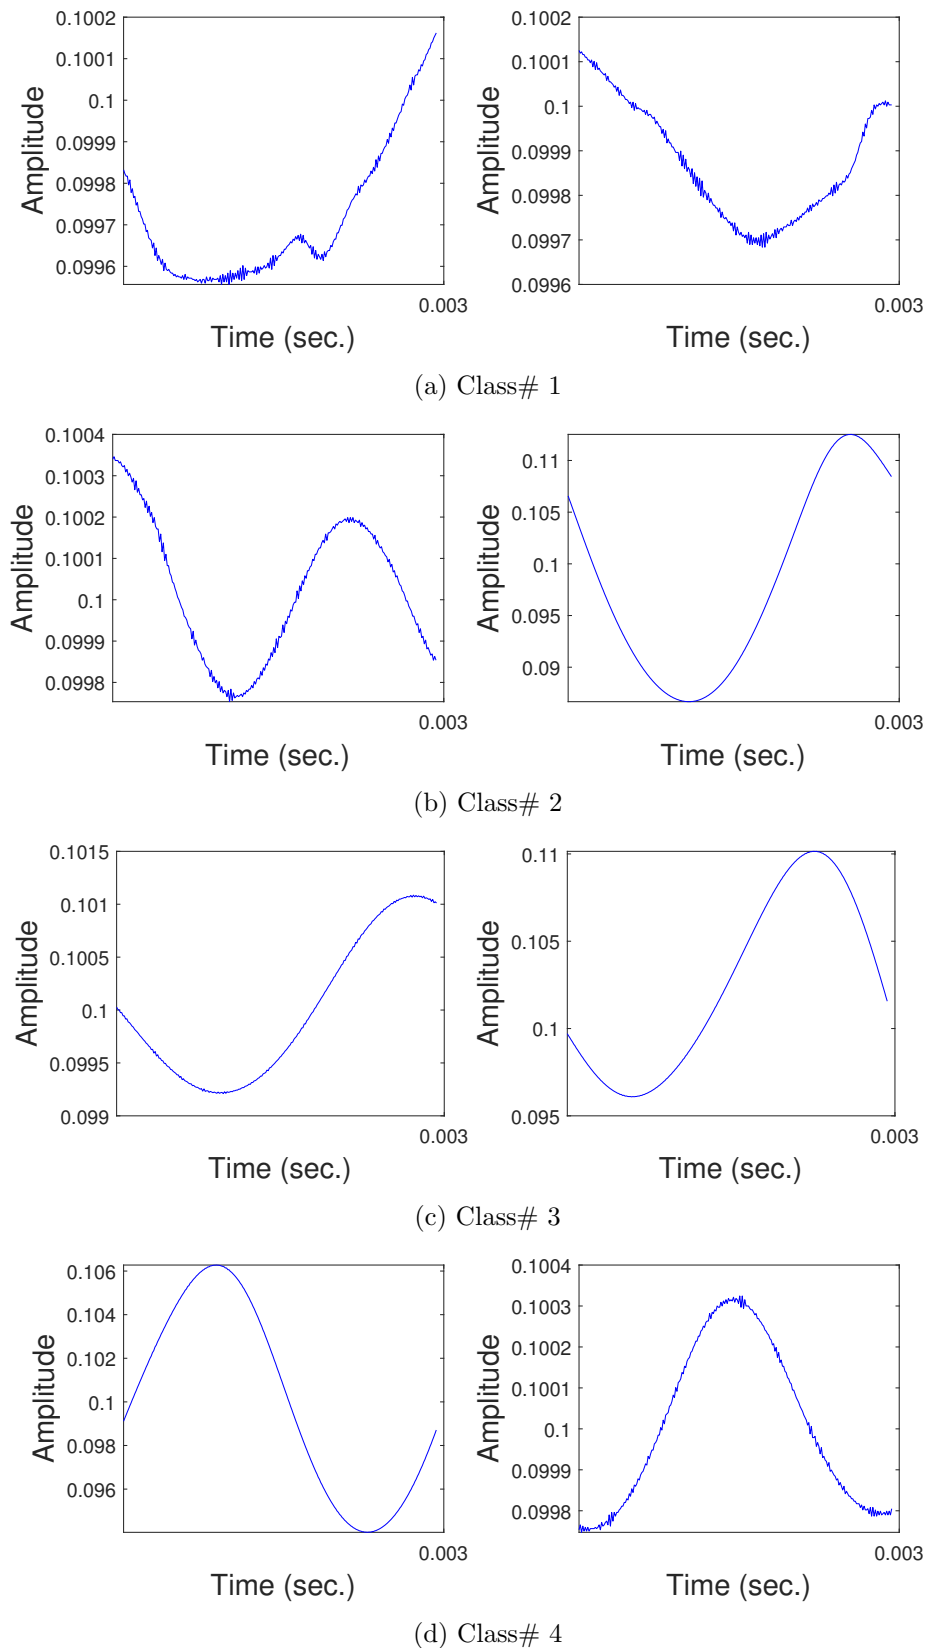 0.1002
0.1001
0.1
0.0999
0.0998
0.0997
0.0996
Amplitude
0.003
Time (sec.)
0.1002
0.1001
0.1
0.0999
0.0998
0.0997
0.0996
Amplitude
0.003
Time (sec.)
(a) Class# 1
0.1004
0.1003
0.1002
0.1001
0.1
0.0999
0.0998
Amplitude
0.003
Time (sec.)
0.11
0.105
0.1
0.095
0.09
Amplitude
0.003
Time (sec.)
(b) Class# 2
0.1015
0.101
0.1005
0.1
0.0995
0.099
Amplitude
0.003
Time (sec.)
0.11
0.105
0.1
0.095
Amplitude
0.003
Time (sec.)
(c) Class# 3
0.106
0.104
0.102
0.1
0.098
0.096
Amplitude
0.003
Time (sec.)
0.1004
0.1003
0.1002
0.1001
0.1
0.0999
0.0998
Amplitude
0.003
Time (sec.)
(d) Class# 4